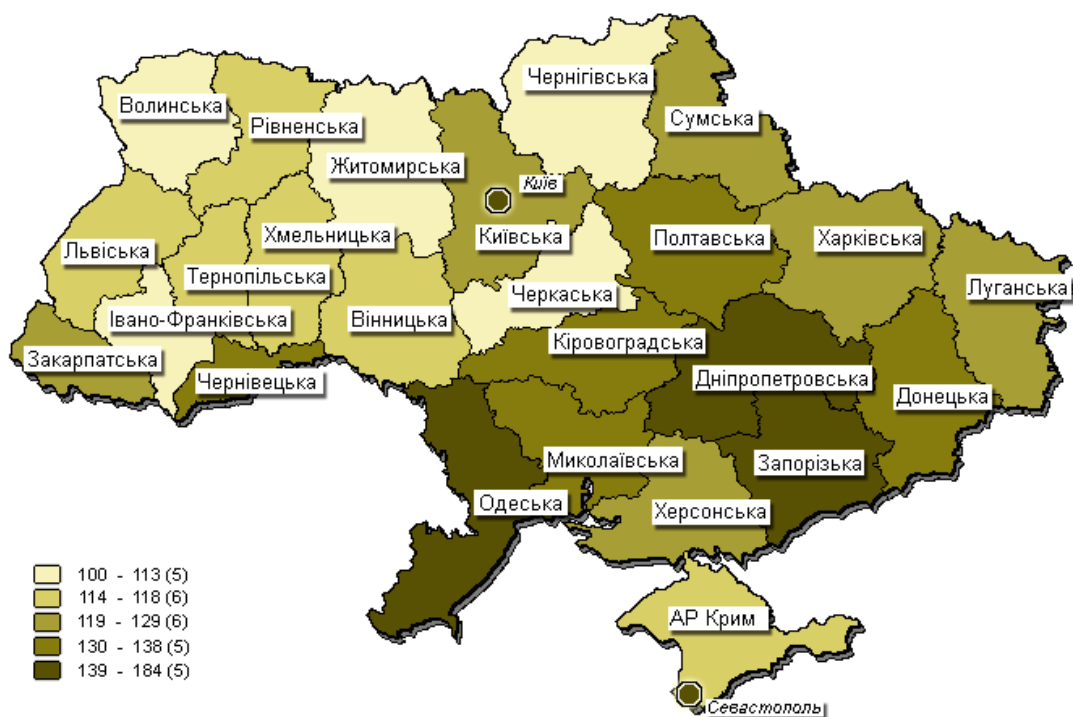 Чернігівська
Волинська
Сумська
Рівненська
Житомирська
Київ
Хмельницька
Київська
Полтавська
Харківська
Львіська
Тернопільська
Луганська
Черкаська
Івано-Франківська
Вінницька
Кіровоградська
Закарпатська
Чернівецька
Дніпропетровська
Донецька
Миколаївська
Запорізька
Одеська
Херсонська
100 - 113 (5)
114 - 118 (6)
119 - 129 (6)
130 - 138 (5)
139 - 184 (5)
АР Крим
Севастополь